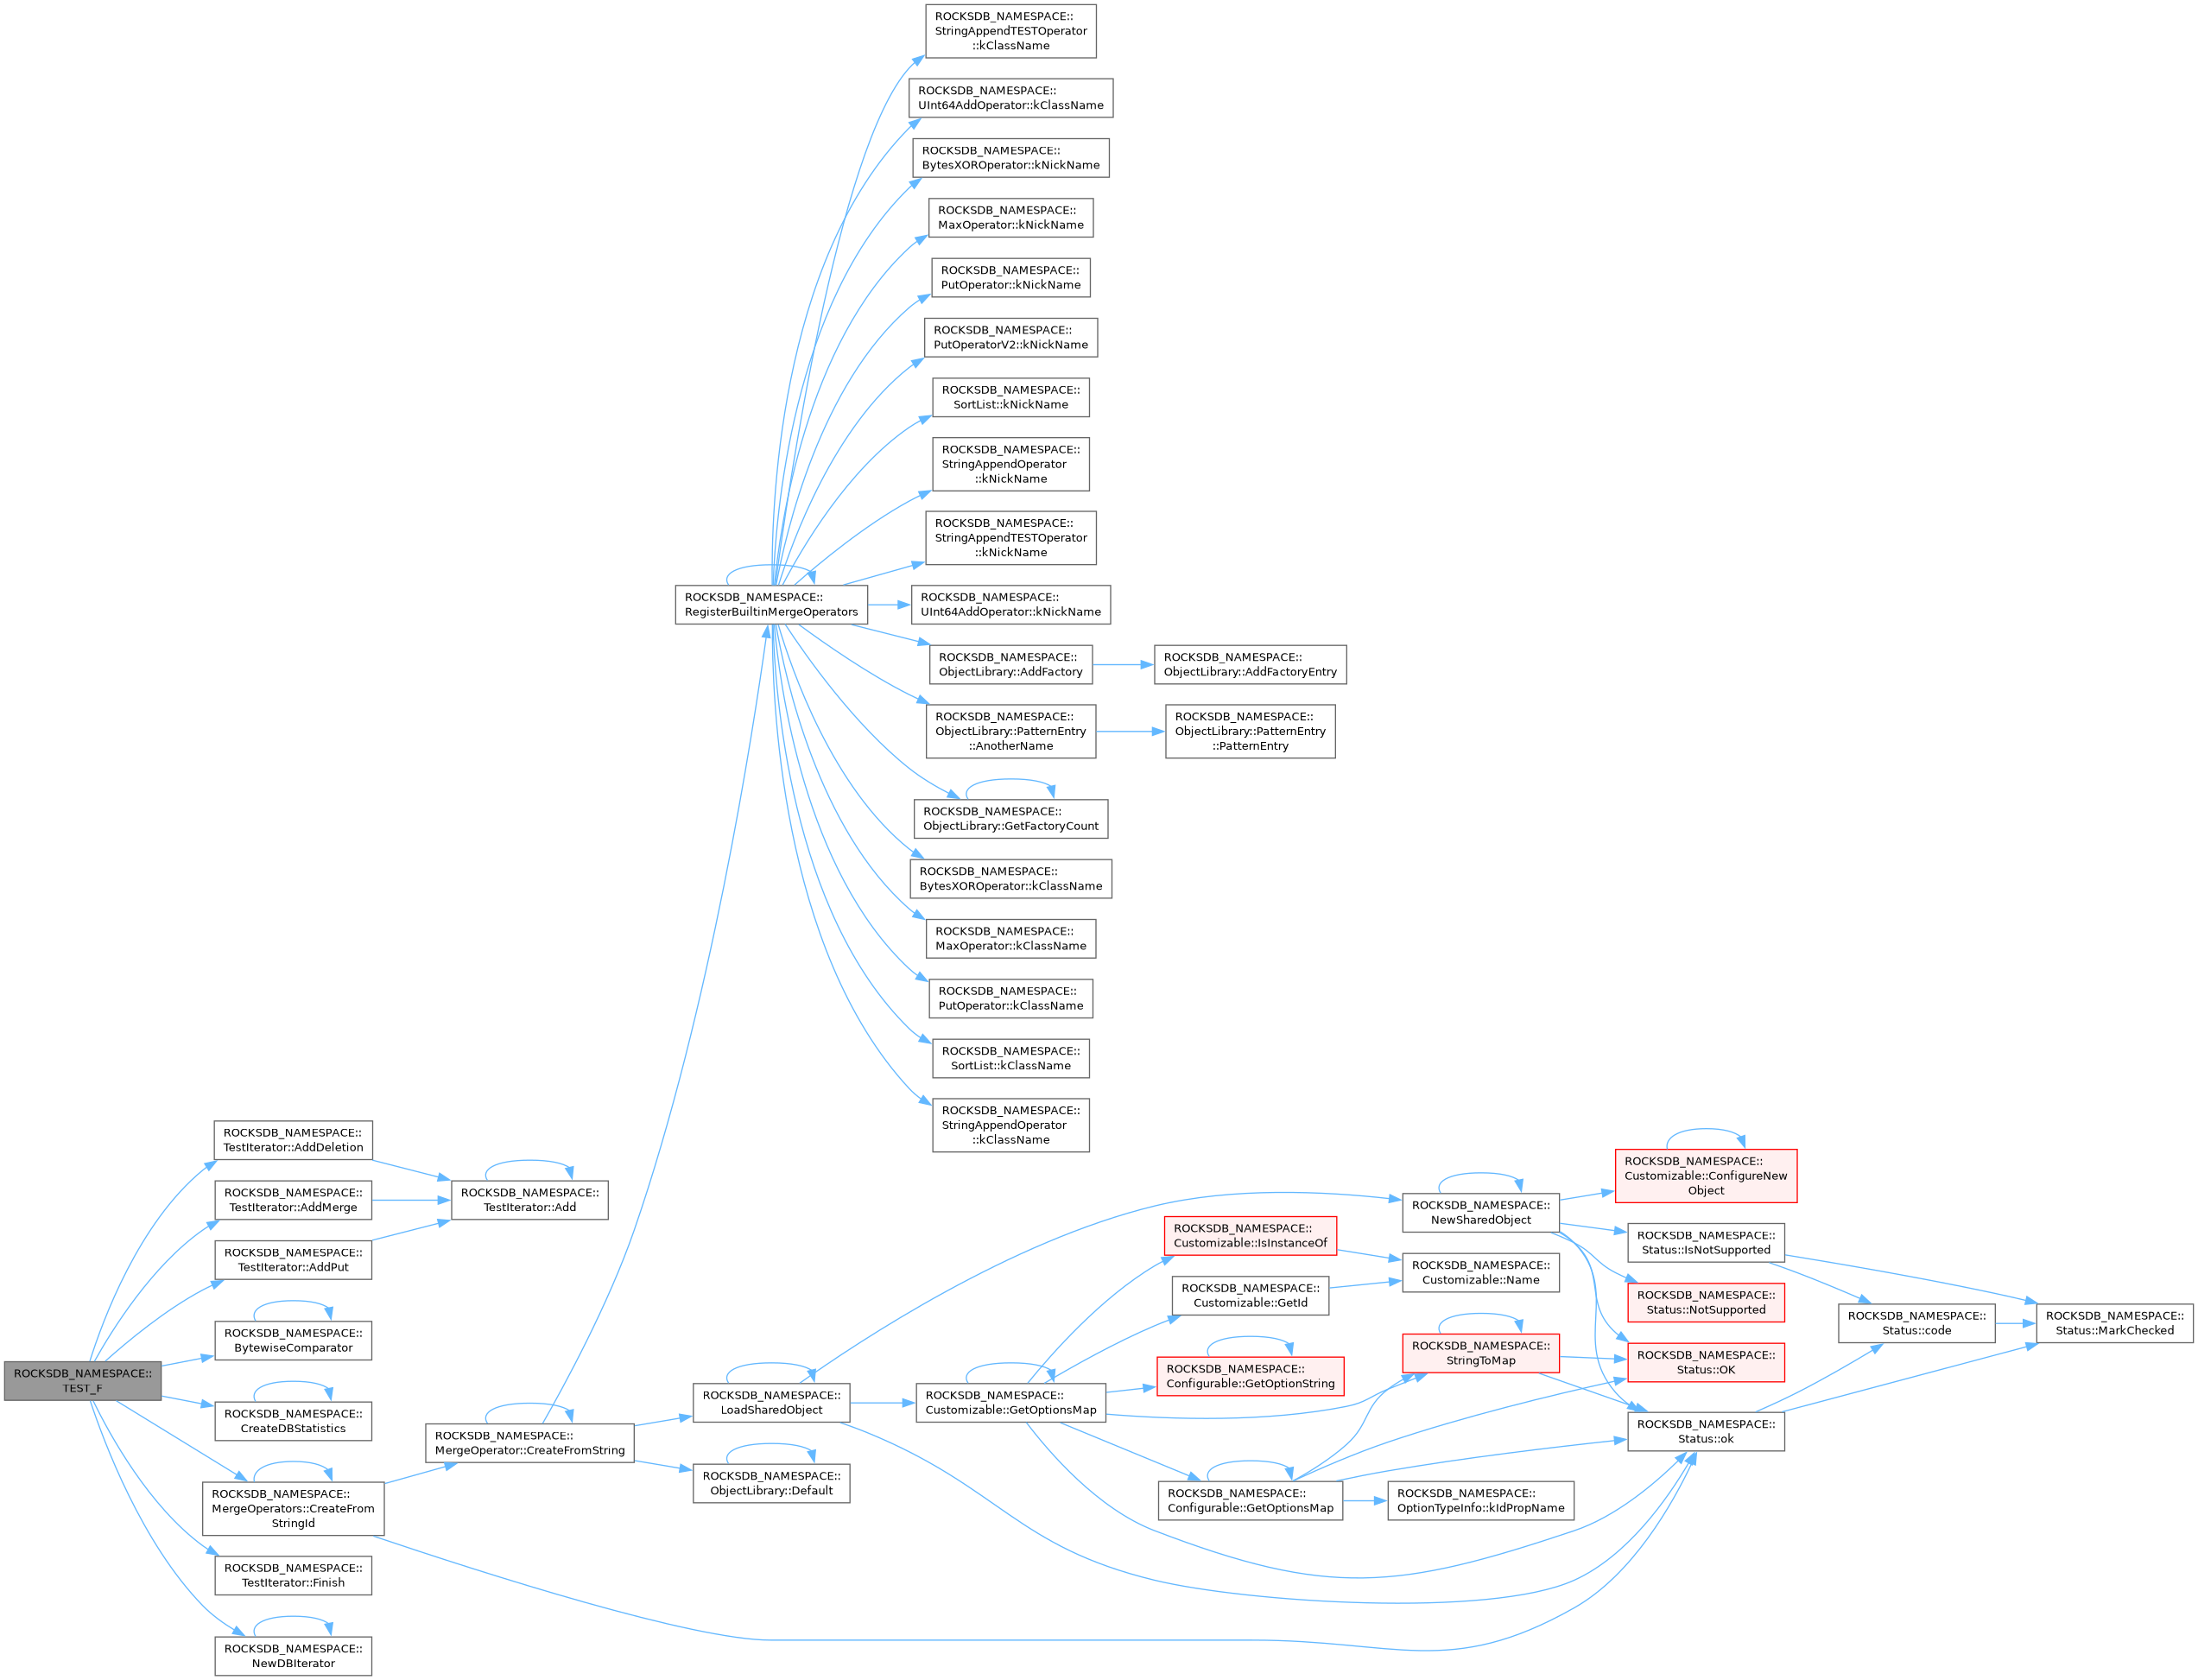 ROCKSDB_NAMESPACE::
StringAppendTESTOperator
::kClassName
ROCKSDB_NAMESPACE::
UInt64AddOperator::kClassName
ROCKSDB_NAMESPACE::
BytesXOROperator::kNickName
ROCKSDB_NAMESPACE::
MaxOperator::kNickName
ROCKSDB_NAMESPACE::
PutOperator::kNickName
ROCKSDB_NAMESPACE::
PutOperatorV2::kNickName
ROCKSDB_NAMESPACE::
SortList::kNickName
ROCKSDB_NAMESPACE::
StringAppendOperator
::kNickName
ROCKSDB_NAMESPACE::
StringAppendTESTOperator
::kNickName
ROCKSDB_NAMESPACE::
RegisterBuiltinMergeOperators
ROCKSDB_NAMESPACE::
UInt64AddOperator::kNickName
ROCKSDB_NAMESPACE::
ObjectLibrary::AddFactory
ROCKSDB_NAMESPACE::
ObjectLibrary::AddFactoryEntry
ROCKSDB_NAMESPACE::
ObjectLibrary::PatternEntry
::AnotherName
ROCKSDB_NAMESPACE::
ObjectLibrary::PatternEntry
::PatternEntry
ROCKSDB_NAMESPACE::
ObjectLibrary::GetFactoryCount
ROCKSDB_NAMESPACE::
BytesXOROperator::kClassName
ROCKSDB_NAMESPACE::
MaxOperator::kClassName
ROCKSDB_NAMESPACE::
PutOperator::kClassName
ROCKSDB_NAMESPACE::
SortList::kClassName
ROCKSDB_NAMESPACE::
StringAppendOperator
::kClassName
ROCKSDB_NAMESPACE::
TEST_F
ROCKSDB_NAMESPACE::
TestIterator::AddDeletion
ROCKSDB_NAMESPACE::
TestIterator::AddMerge
ROCKSDB_NAMESPACE::
TestIterator::AddPut
ROCKSDB_NAMESPACE::
TestIterator::Add
ROCKSDB_NAMESPACE::
BytewiseComparator
ROCKSDB_NAMESPACE::
CreateDBStatistics
ROCKSDB_NAMESPACE::
MergeOperators::CreateFrom
StringId
ROCKSDB_NAMESPACE::
TestIterator::Finish
ROCKSDB_NAMESPACE::
NewDBIterator
ROCKSDB_NAMESPACE::
MergeOperator::CreateFromString
ROCKSDB_NAMESPACE::
LoadSharedObject
ROCKSDB_NAMESPACE::
ObjectLibrary::Default
ROCKSDB_NAMESPACE::
Customizable::GetOptionsMap
ROCKSDB_NAMESPACE::
Customizable::IsInstanceOf
ROCKSDB_NAMESPACE::
Customizable::GetId
ROCKSDB_NAMESPACE::
Configurable::GetOptionString
ROCKSDB_NAMESPACE::
Configurable::GetOptionsMap
ROCKSDB_NAMESPACE::
NewSharedObject
ROCKSDB_NAMESPACE::
Customizable::Name
ROCKSDB_NAMESPACE::
StringToMap
ROCKSDB_NAMESPACE::
OptionTypeInfo::kIdPropName
ROCKSDB_NAMESPACE::
Customizable::ConfigureNew
Object
ROCKSDB_NAMESPACE::
Status::IsNotSupported
ROCKSDB_NAMESPACE::
Status::NotSupported
ROCKSDB_NAMESPACE::
Status::OK
ROCKSDB_NAMESPACE::
Status::ok
ROCKSDB_NAMESPACE::
Status::code
ROCKSDB_NAMESPACE::
Status::MarkChecked